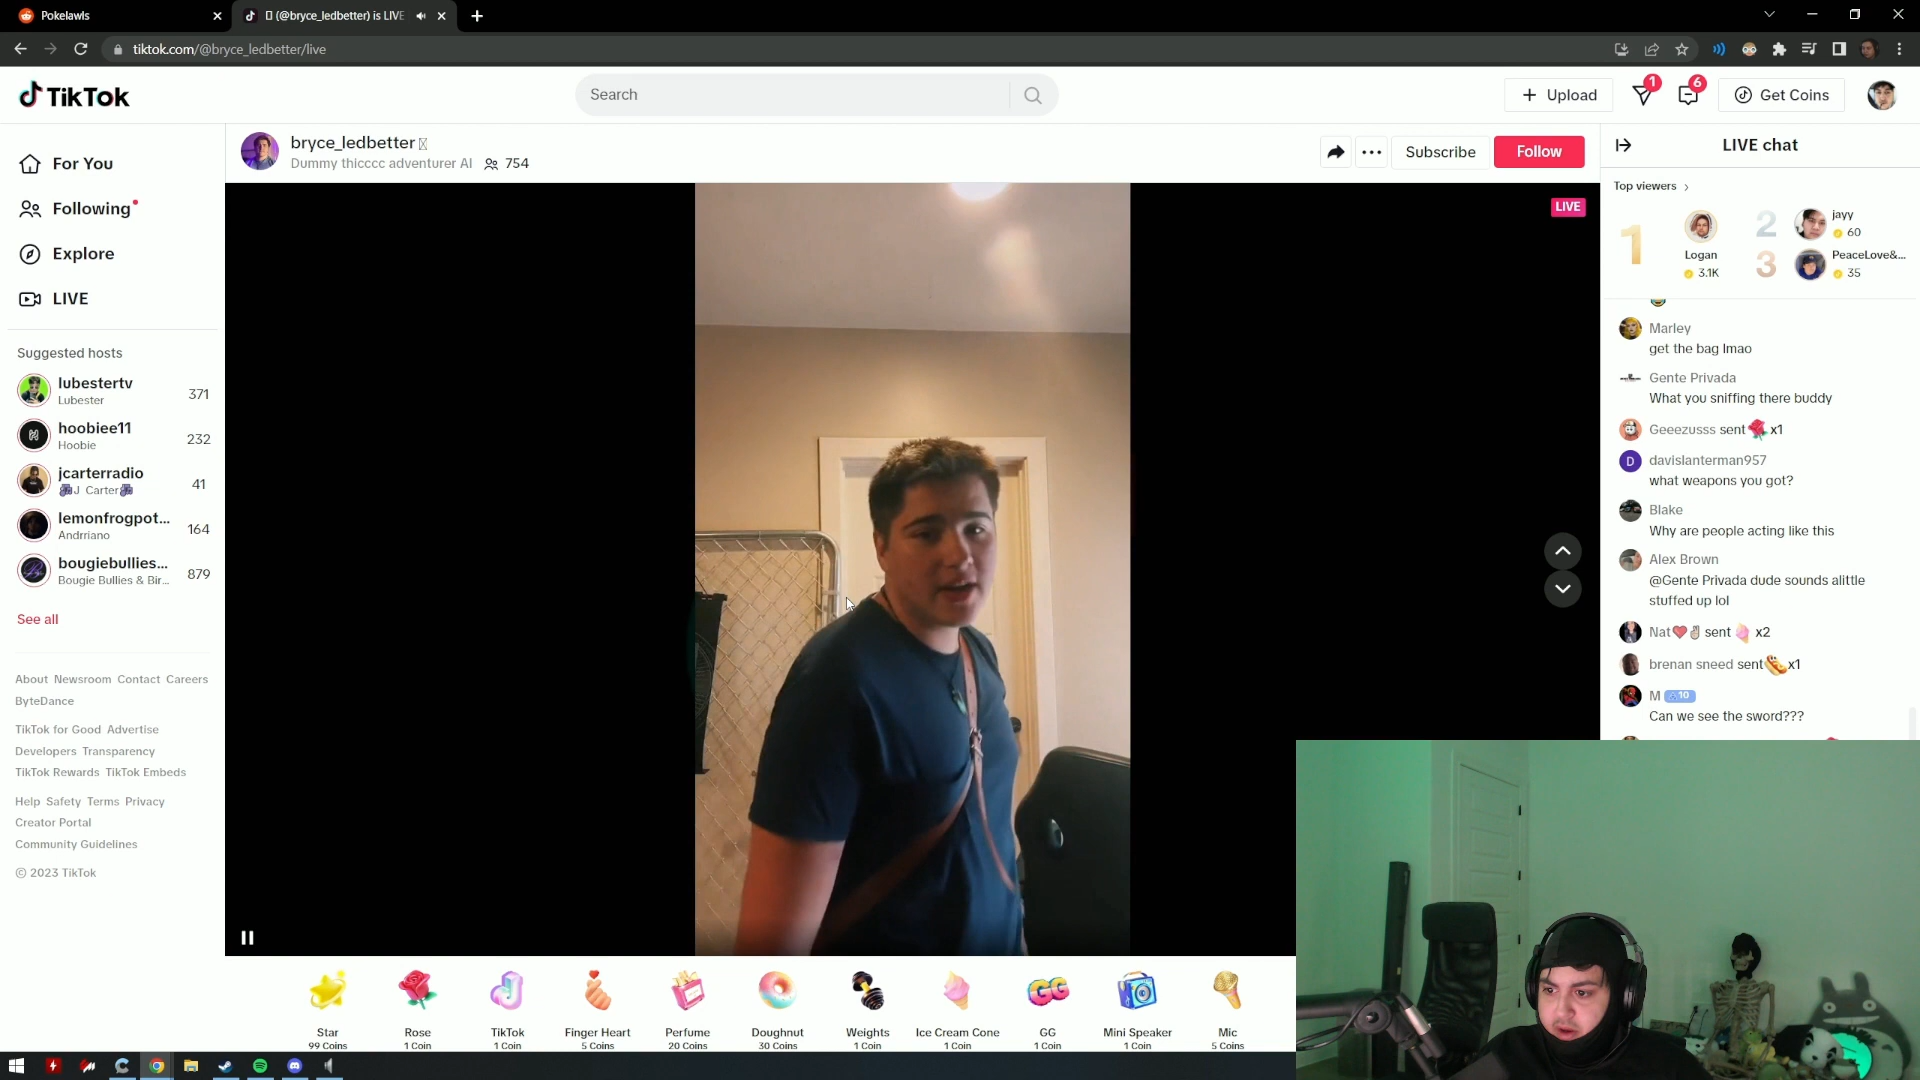 Pokelawls
(@bryce_ledbetter) is LIVE
tiktok.com/@bryce_ledbetter/live
TikTok
Search
Upload
1
6
Get Coins
For You
Following
Explore
LIVE
Suggested hosts
lubestertv
Lubester
371
hoobiee11
Hoobie
232
jcarterradio
J Carter
41
lemonfrogpot...
Andrriano
164
bougiebullies...
Bougie Bullies & Bir...
879
See all
About Newsroom Contact Careers
ByteDance
TikTok for Good Advertise
Developers Transparency
TikTok Rewards TikTok Embeds
Help Safety Terms Privacy
Creator Portal
Community Guidelines
© 2023 TikTok
bryce_ledbetter
Dummy thicccc adventurer AI 754
Subscribe
Follow
LIVE
LIVE chat
Top viewers
1
Logan
3.1K
2
jayy
60
3
PeaceLove&...
35
Marley
get the bag lmao
Gente Privada
What you sniffing there buddy
Geeezusss sent x1
D
davislanterman957
what weapons you got?
Blake
Why are people acting like this
Alex Brown
@Gente Privada dude sounds alittle
stuffed up lol
Nat❤️✌🏼 sent x2
brenan sneed sent x1
M 10
Can we see the sword???
GG
Star
99 Coins
Rose
1 Coin
TikTok
1 Coin
Finger Heart
5 Coins
Perfume
20 Coins
Doughnut
30 Coins
Weights
1 Coin
Ice Cream Cone
1 Coin
GG
1 Coin
Mini Speaker
1 Coin
Mic
5 Coins